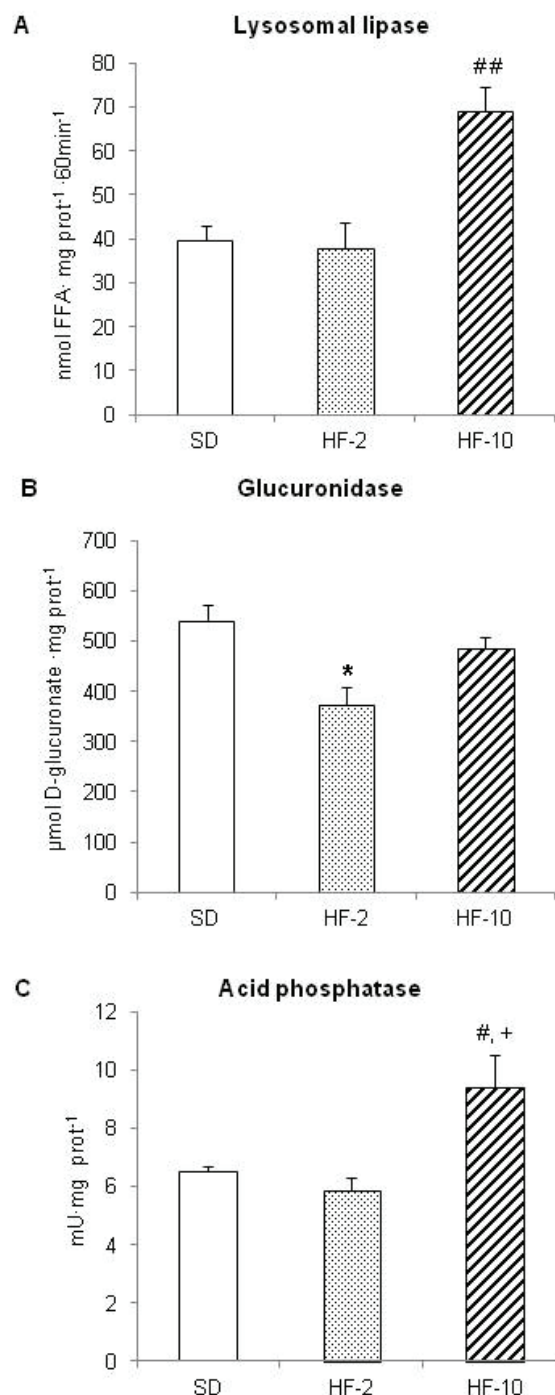 A
Lysosomal lipase
nmol FFA· mg prot⁻¹ ·60min⁻¹
80
70
60
50
40
30
20
10
0
##
SD HF-2 HF-10
B
Glucuronidase
µmol D-glucuronate ·mg prot⁻¹
700
600
500
400
300
200
100
0
*
SD HF-2 HF-10
C
Acid phosphatase
mU·mg prot⁻¹
12
10
8
6
4
2
0
#, +
SD HF-2 HF-10